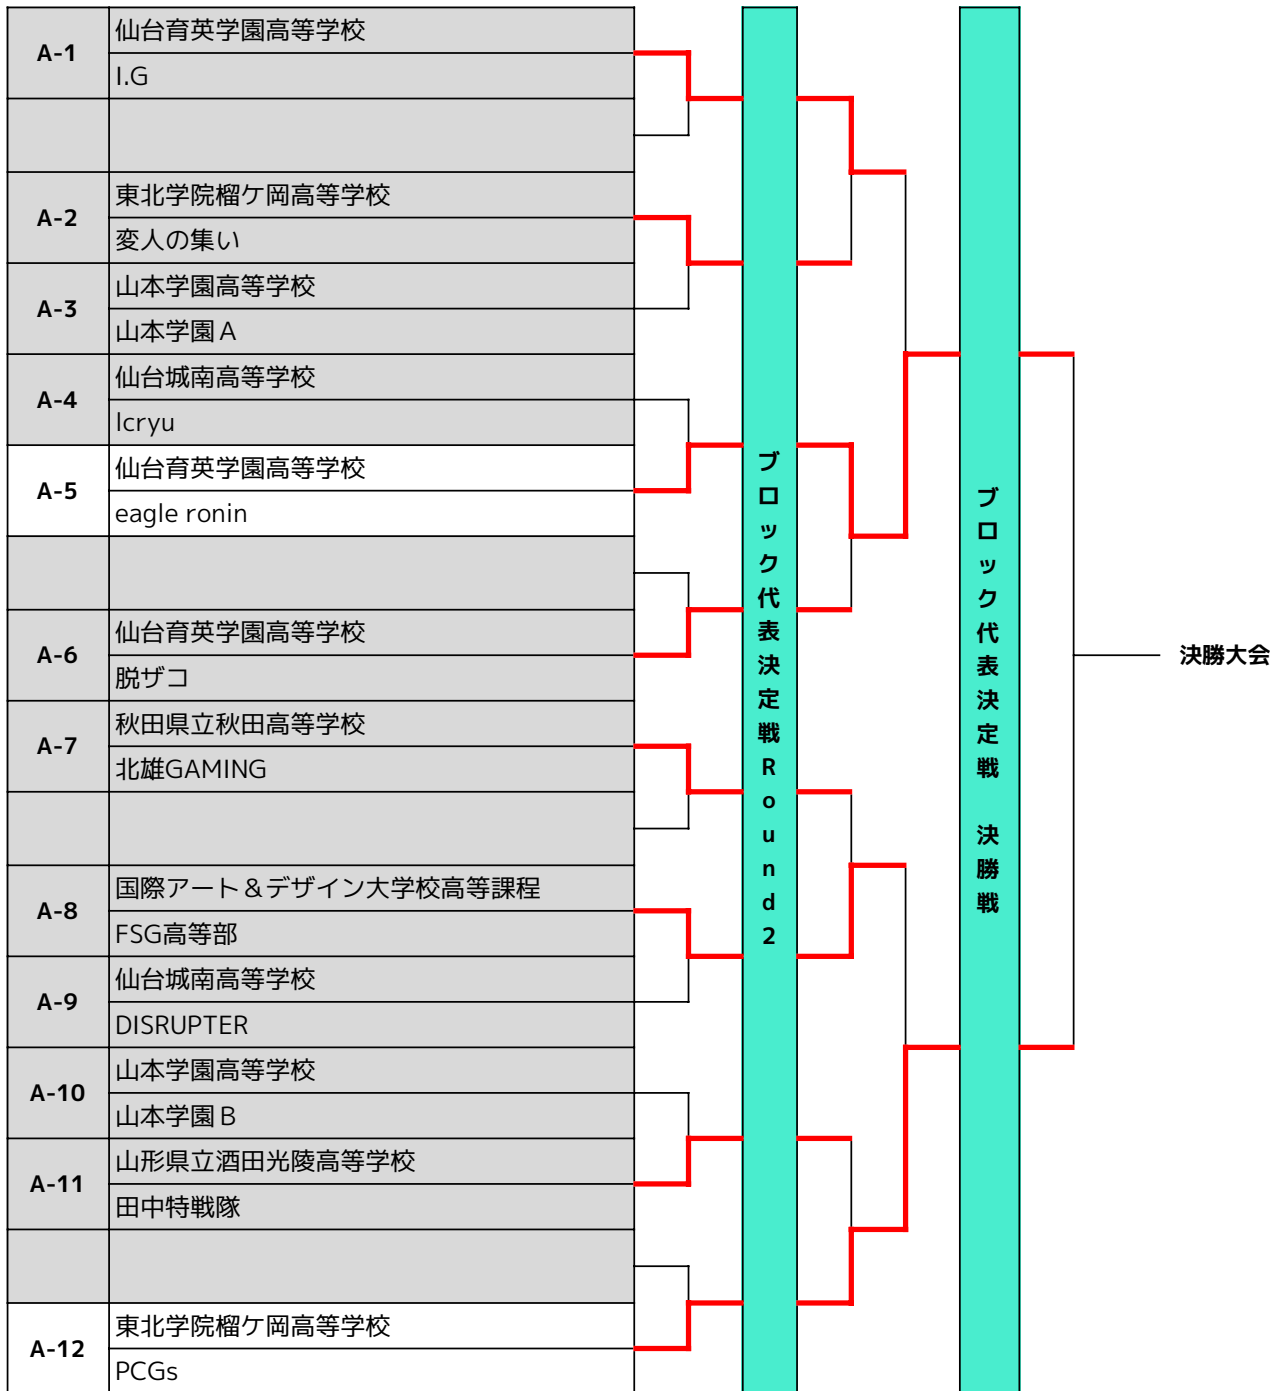 A-1
仙台育英学園高等学校
I.G
A-2
東北学院榴ケ岡高等学校
変人の集い
A-3
山本学園高等学校
山本学園A
A-4
仙台城南高等学校
lcryu
A-5
仙台育英学園高等学校
eagle ronin
A-6
仙台育英学園高等学校
脱ザコ
A-7
秋田県立秋田高等学校
北雄GAMING
A-8
国際アート＆デザイン大学校高等課程
FSG高等部
A-9
仙台城南高等学校
DISRUPTER
A-10
山本学園高等学校
山本学園B
A-11
山形県立酒田光陵高等学校
田中特戦隊
A-12
東北学院榴ケ岡高等学校
PCGs
ブロック代表決定戦Round2
ブロック代表決定戦　決勝戦
決勝大会